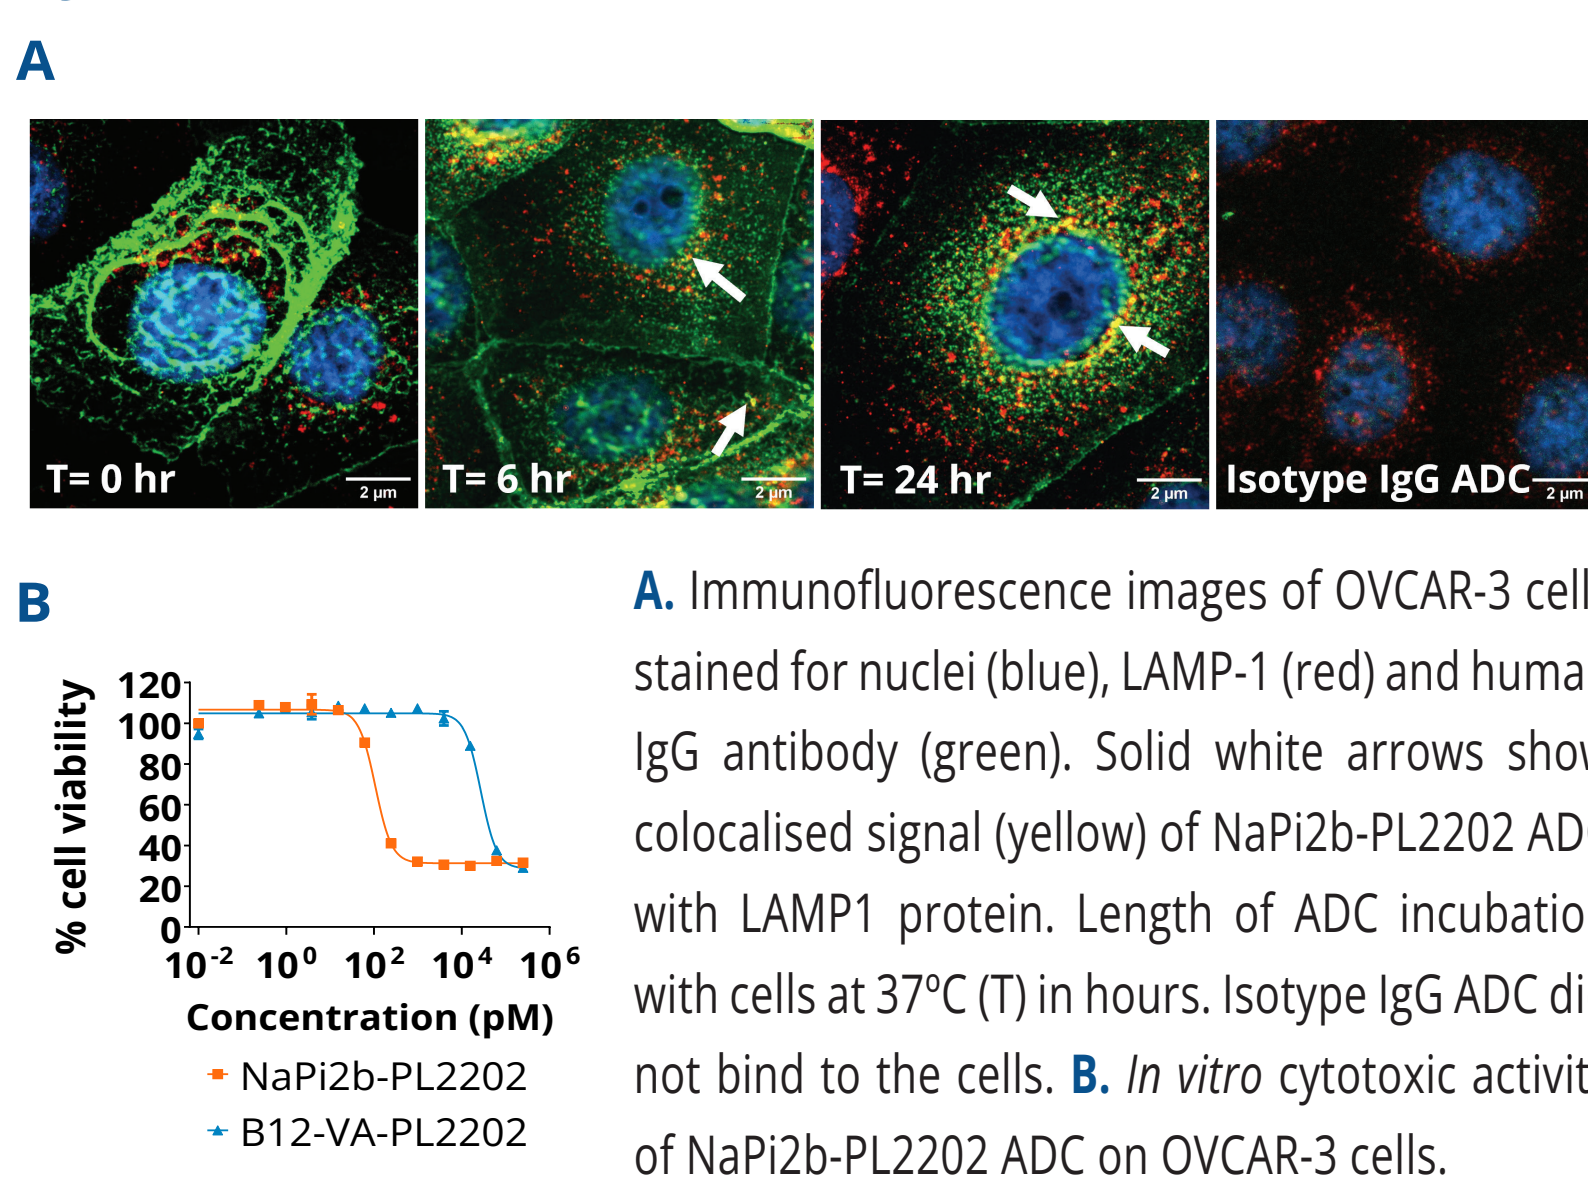 A
T= 0 hr
2 µm
T= 6 hr
2 µm
T= 24 hr
2 µm
Isotype IgG ADC
2 µm
B
% cell viability
120
100
80
60
40
20
0
10-2 100 102 104 106
Concentration (pM)
NaPi2b-PL2202
B12-VA-PL2202
A. Immunofluorescence images of OVCAR-3 cell
stained for nuclei (blue), LAMP-1 (red) and huma
IgG antibody (green). Solid white arrows show
colocalised signal (yellow) of NaPi2b-PL2202 AD
with LAMP1 protein. Length of ADC incubatio
with cells at 37ºC (T) in hours. Isotype IgG ADC di
not bind to the cells. B. In vitro cytotoxic activit
of NaPi2b-PL2202 ADC on OVCAR-3 cells.